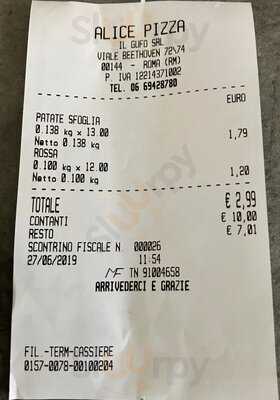 ALICE PIZZA
IL GUFO SRL
VIALE BEETHOVEN 72\74
00144 - ROMA (RM)
P. IVA 12214371002
TEL. 06 69428780
EURO
PATATE SFOGLIA
0.138 kg x 13.00 1,79
Netto 0.138 kg
ROSSA
0.100 kg x 12.00 1,20
Netto 0.100 kg
TOTALE € 2,99
CONTANTI € 10,00
RESTO € 7,01
SCONTRINO FISCALE N. 000026
27/06/2019 11:54
MF TN 91004658
ARRIVEDERCI E GRAZIE
FIL.-TERM-CASSIERE
0157-0078-00100204